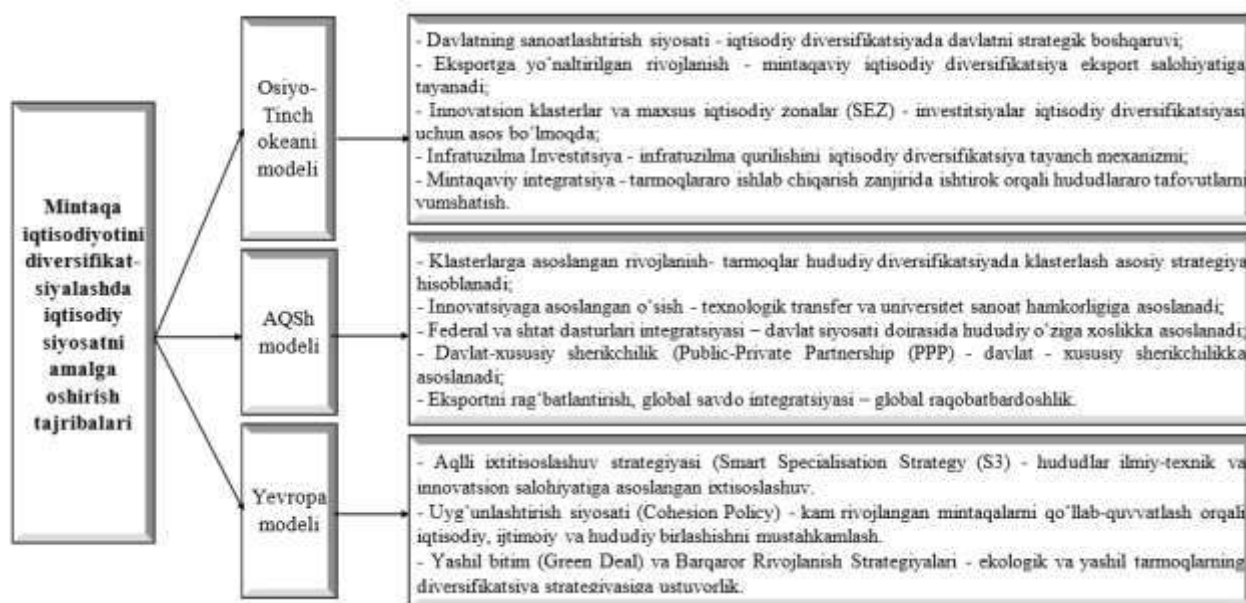 Mintaqa
iqtisodiyotini
diversifikat-
siyalashda
iqtisodiy
siyosatni
amalga
oshirish
tajribalari
Osiyo-
Tinch
okeani
modeli
- Davlatning sanoatlashtirish siyosati - iqtisodiy diversifikatsiyada davlatni strategik boshqaruvi;
- Eksportga yo‘naltirilgan rivojlanish - mintaqaviy iqtisodiy diversifikatsiya eksport salohiyatiga
tayanadi;
- Innovatsion klasterlar va maxsus iqtisodiy zonalar (SEZ) - investitsiyalar iqtisodiy diversifikatsiyasi
uchun asos bo‘lmoqda;
- Infratuzilma Investitsiya - infratuzilma qurilishini iqtisodiy diversifikatsiya tayanch mexanizmi;
- Mintaqaviy integratsiya - tarmoqlararo ishlab chiqarish zanjirida ishtirok orqali hududlararo tafovutlarni
yumshatish.
AQSh
modeli
- Klasterlarga asoslangan rivojlanish- tarmoqlar hududiy diversifikatsiyada klasterlash asosiy strategiya
hisoblanadi;
- Innovatsiyaga asoslangan o‘sish - texnologik transfer va universitet sanoat hamkorligiga asoslanadi;
- Federal va shtat dasturlari integratsiyasi – davlat siyosati doirasida hududiy o‘ziga xoslikka asoslanadi;
- Davlat-xususiy sherikchilik (Public-Private Partnership (PPP) - davlat - xususiy sherikchilikka
asoslanadi;
- Eksportni rag‘batlantirish, global savdo integratsiyasi – global raqobatbardoshlik.
Yevropa
modeli
- Aqlli ixtitisoslashuv strategiyasi (Smart Specialisation Strategy (S3) - hududlar ilmiy-texnik va
innovatsion salohiyatiga asoslangan ixtisoslashuv.
- Uyg‘unlashtirish siyosati (Cohesion Policy) - kam rivojlangan mintaqalarni qo‘llab-quvvatlash orqali
iqtisodiy, ijtimoiy va hududiy birlashishni mustahkamlash.
- Yashil bitim (Green Deal) va Barqaror Rivojlanish Strategiyalari - ekologik va yashil tarmoqlarning
diversifikatsiya strategiyasiga ustuvorlik.